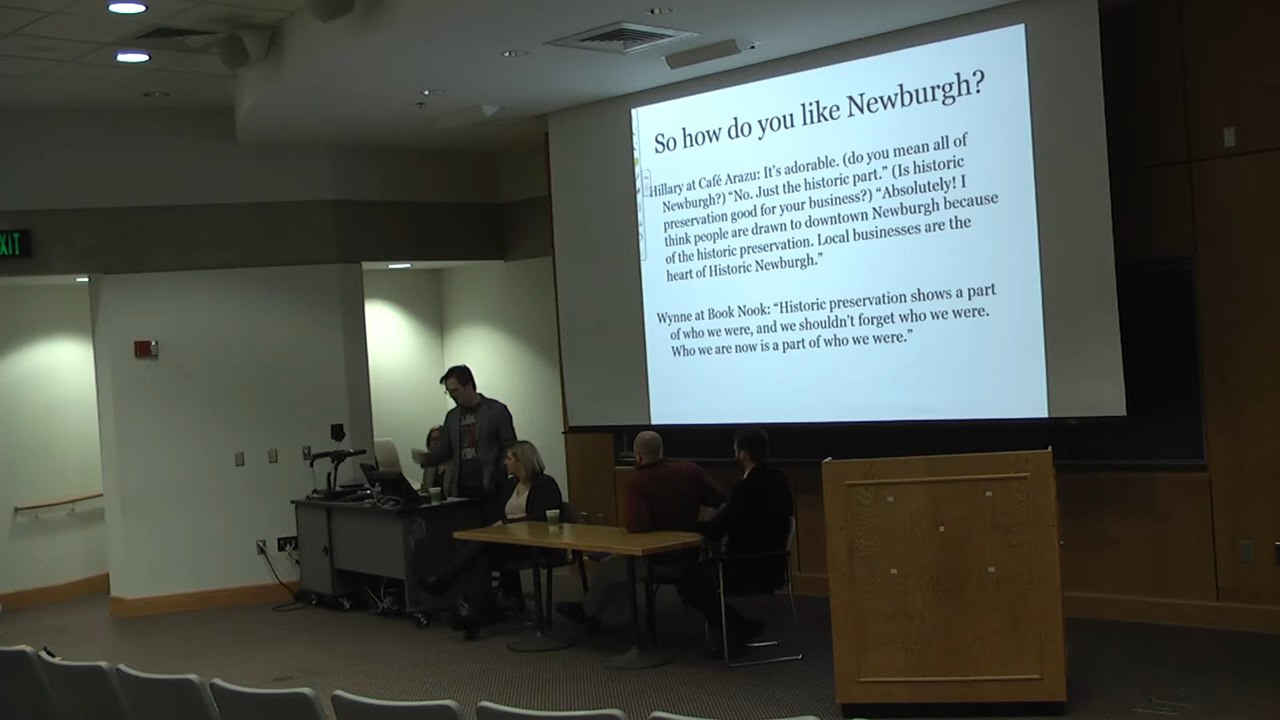 So how do you like Newburgh?
Hillary at Café Arazu: It's adorable. (do you mean all of
Newburgh?) “No. Just the historic part.” (Is historic
preservation good for your business?) “Absolutely! I
think people are drawn to downtown Newburgh because
of the historic preservation. Local businesses are the
heart of Historic Newburgh.”
Wynne at Book Nook: “Historic preservation shows a part
of who we were, and we shouldn't forget who we were.
Who we are now is a part of who we were.”
XIT